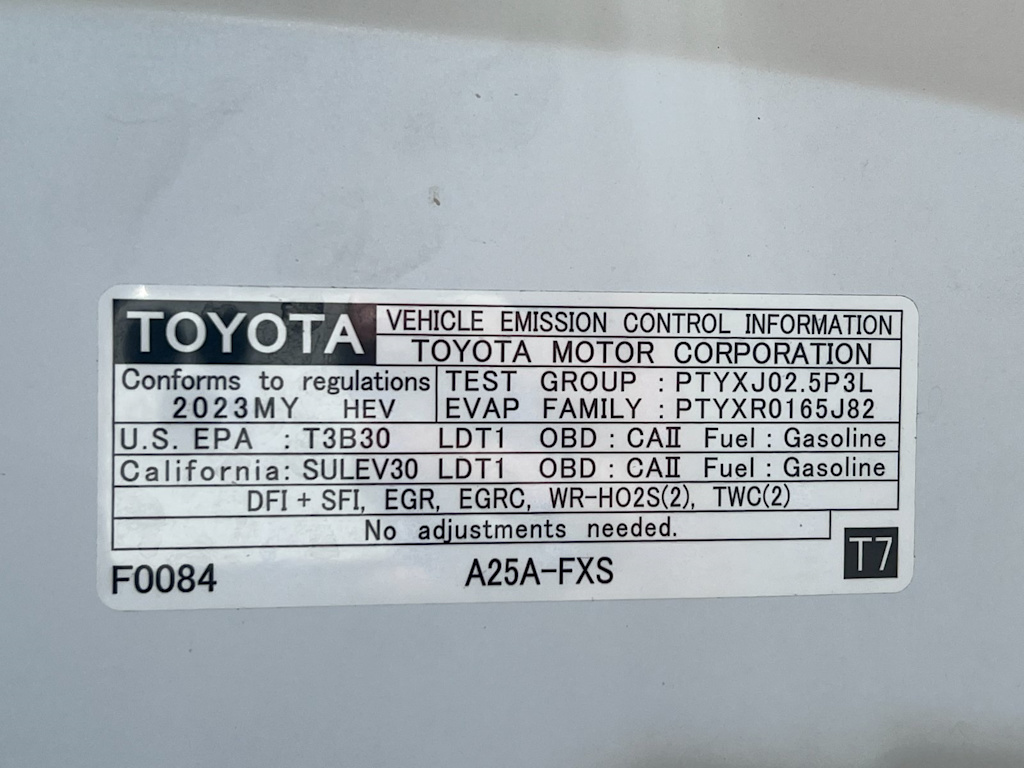 TOYOTA VEHICLE EMISSION CONTROL INFORMATION
TOYOTA MOTOR CORPORATION
Conforms to regulations TEST GROUP : PTYXJ02.5P3L
2023MY HEV EVAP FAMILY : PTYXR0165J82
U.S. EPA : T3B30 LDT1 OBD : CAII Fuel : Gasoline
California: SULEV30 LDT1 OBD : CAII Fuel : Gasoline
DFI + SFI, EGR, EGRC, WR-HO2S(2), TWC(2)
No adjustments needed.
F0084 A25A-FXS T7